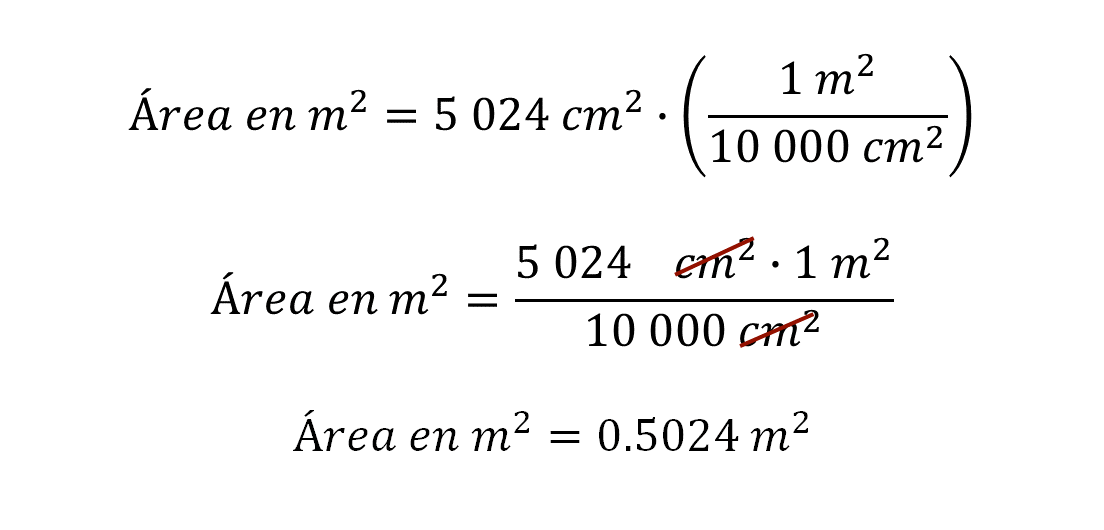 Área en m² = 5 024 cm² · (1 m² / 10 000 cm²)
Área en m² = 5 024 cm² · 1 m² / 10 000 cm²
Área en m² = 0.5024 m²